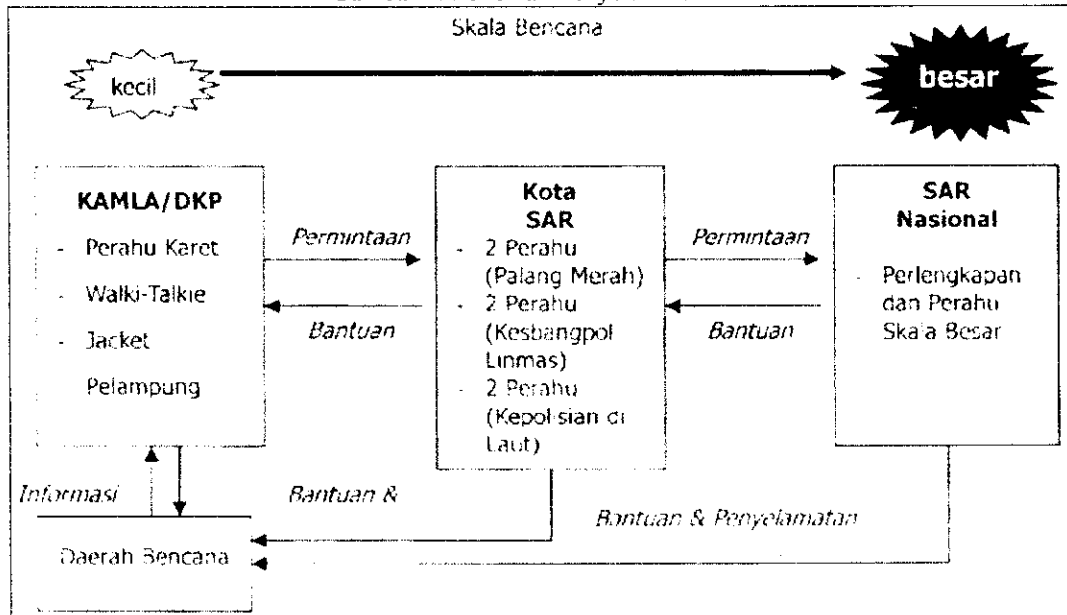 Skala Bencana
kecil
besar
KAMLA/DKP
- Perahu Karet
- Walki-Talkie
- Jacket
Pelampung
Permintaan
Bantuan
Kota
SAR
- 2 Perahu
(Palang Merah)
- 2 Perahu
(Kesbangpol
Linmas)
- 2 Perahu
(Kepolisian di
Laut)
Permintaan
Bantuan
SAR
Nasional
- Perlengkapan
dan Perahu
Skala Besar
Informasi
Bantuan &
Bantuan & Penyelamatan
Daerah Bencana